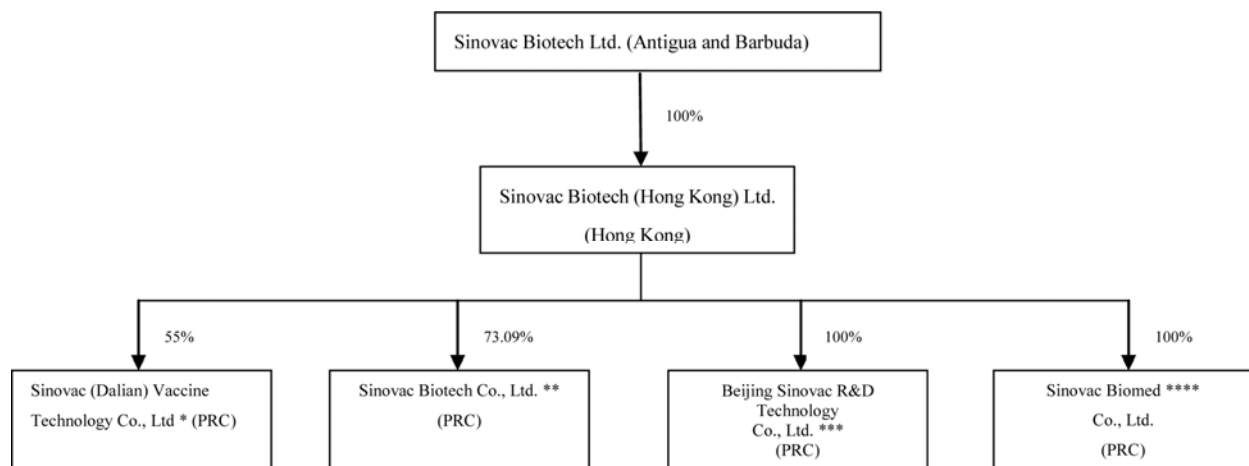 Sinovac Biotech Ltd. (Antigua and Barbuda)
100%
Sinovac Biotech (Hong Kong) Ltd.
(Hong Kong)
55%
73.09%
100%
100%
Sinovac (Dalian) Vaccine
Technology Co., Ltd * (PRC)
Sinovac Biotech Co., Ltd. **
(PRC)
Beijing Sinovac R&D
Technology
Co., Ltd. ***
(PRC)
Sinovac Biomed ****
Co., Ltd.
(PRC)